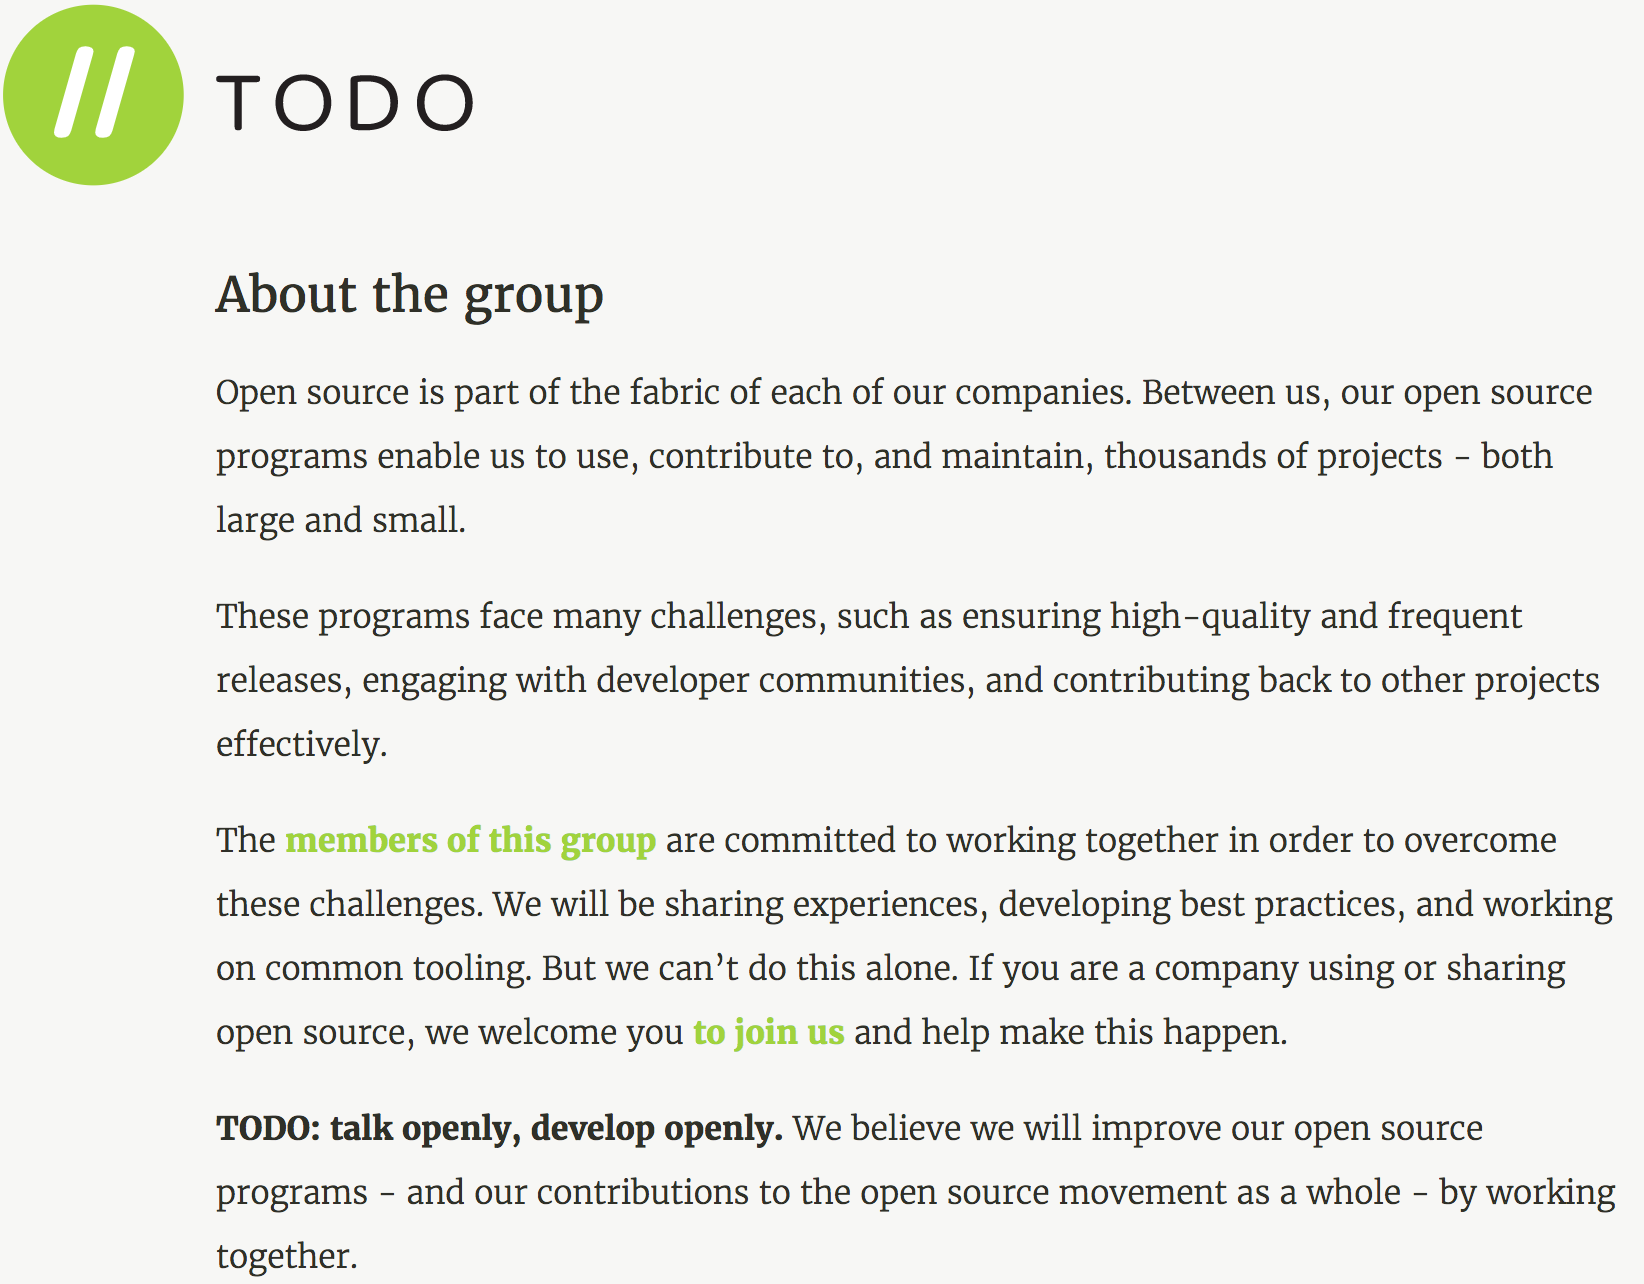 // TODO
About the group
Open source is part of the fabric of each of our companies. Between us, our open source
programs enable us to use, contribute to, and maintain, thousands of projects - both
large and small.
These programs face many challenges, such as ensuring high-quality and frequent
releases, engaging with developer communities, and contributing back to other projects
effectively.
The members of this group are committed to working together in order to overcome
these challenges. We will be sharing experiences, developing best practices, and working
on common tooling. But we can’t do this alone. If you are a company using or sharing
open source, we welcome you to join us and help make this happen.
TODO: talk openly, develop openly. We believe we will improve our open source
programs - and our contributions to the open source movement as a whole - by working
together.